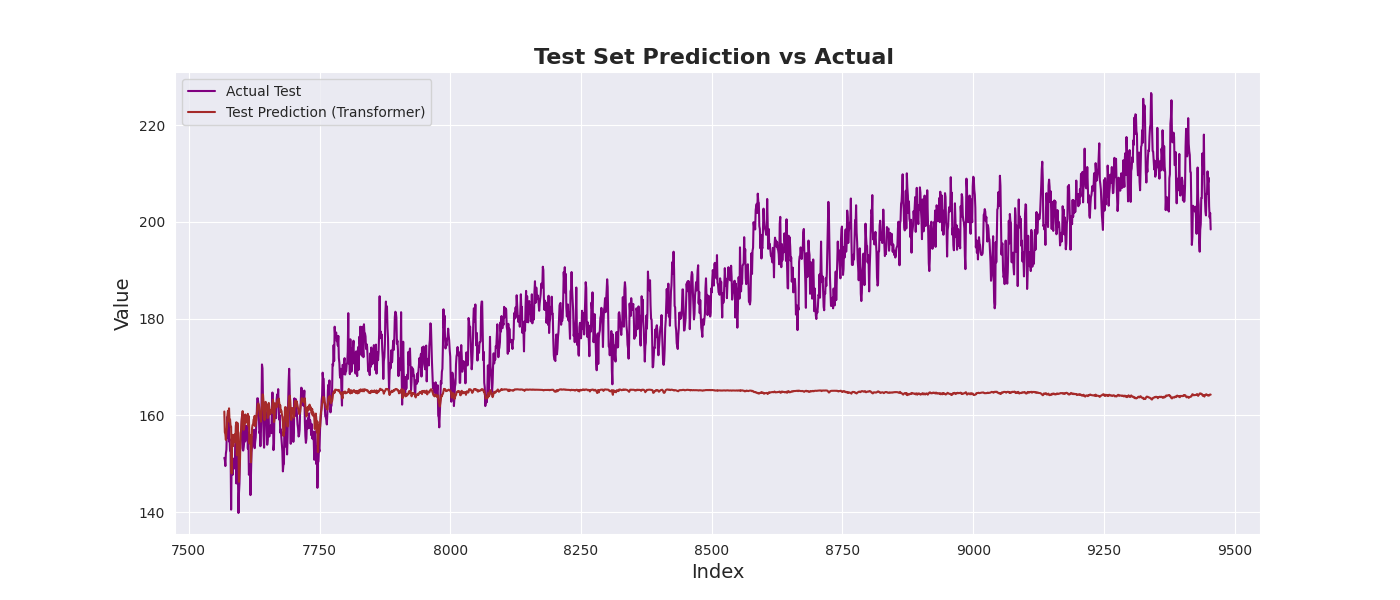 Test Set Prediction vs Actual
Actual Test
Test Prediction (Transformer)
Value
220
200
180
160
140
7500 7750 8000 8250 8500 8750 9000 9250 9500
Index